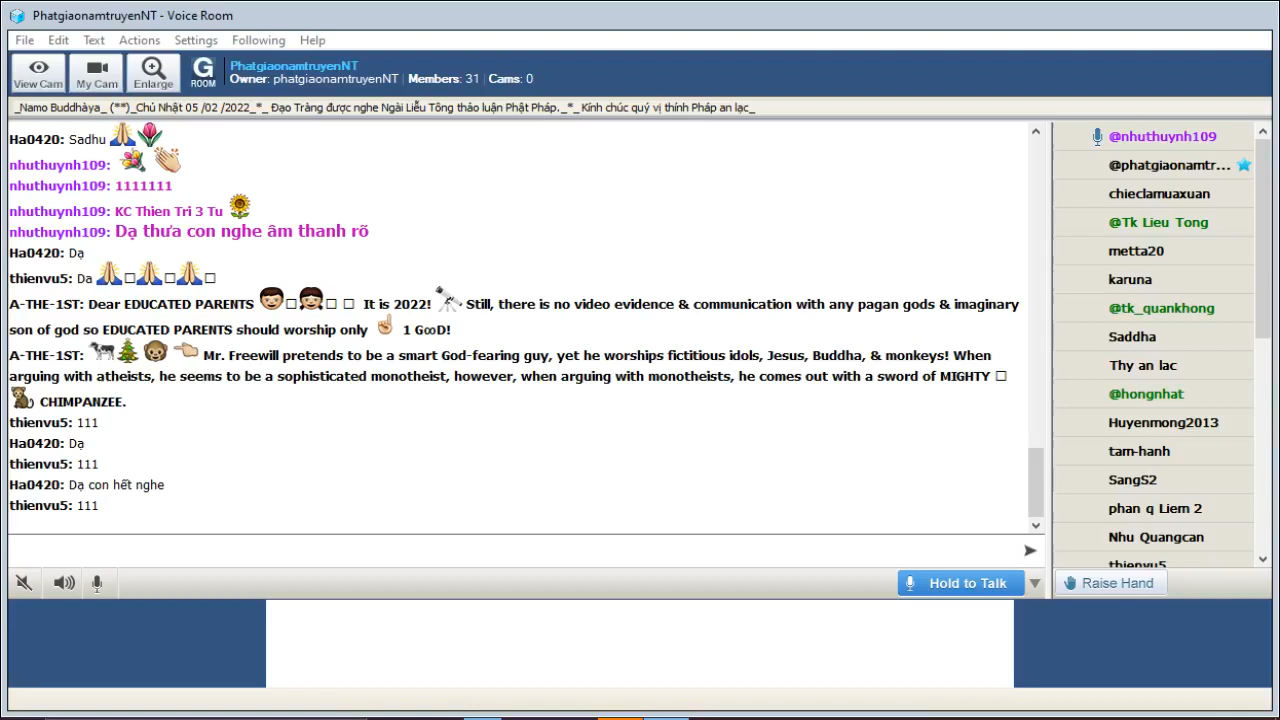 PhatgiaonamtruyenNT - Voice Room
File Edit Text Actions Settings Following Help
View Cam My Cam Enlarge G ROOM
PhatgiaonamtruyenNT
Owner: phatgiaonamtruyenNT Members: 31 Cams: 0
_Namo Buddhàya_ (**)_Chủ Nhật 05 /02 /2022_*_ Đạo Tràng được nghe Ngài Liễu Tông thảo luận Phật Pháp._*_ Kính chúc quý vị thính Pháp an lạc_
Ha0420: Sadhu
nhuthuynh109:
nhuthuynh109: 1111111
nhuthuynh109: KC Thien Tri 3 Tu
nhuthuynh109: Dạ thưa con nghe âm thanh rõ
Ha0420: Dạ
thienvu5: Da
A-THE-1ST: Dear EDUCATED PARENTS It is 2022! Still, there is no video evidence & communication with any pagan gods & imaginary
son of god so EDUCATED PARENTS should worship only 1 G∞D!
A-THE-1ST: Mr. Freewill pretends to be a smart God-fearing guy, yet he worships fictitious idols, Jesus, Buddha, & monkeys! When
arguing with atheists, he seems to be a sophisticated monotheist, however, when arguing with monotheists, he comes out with a sword of MIGHTY
CHIMPANZEE.
thienvu5: 111
Ha0420: Dạ
thienvu5: 111
Ha0420: Dạ con hết nghe
thienvu5: 111
@nhuthuynh109
@phatgiaonamtr...
chieclamuaxuan
@Tk Lieu Tong
metta20
karuna
@tk_quankhong
Saddha
Thy an lac
@hongnhat
Huyenmong2013
tam-hanh
SangS2
phan q Liem 2
Nhu Quangcan
thienvu5
Hold to Talk
Raise Hand